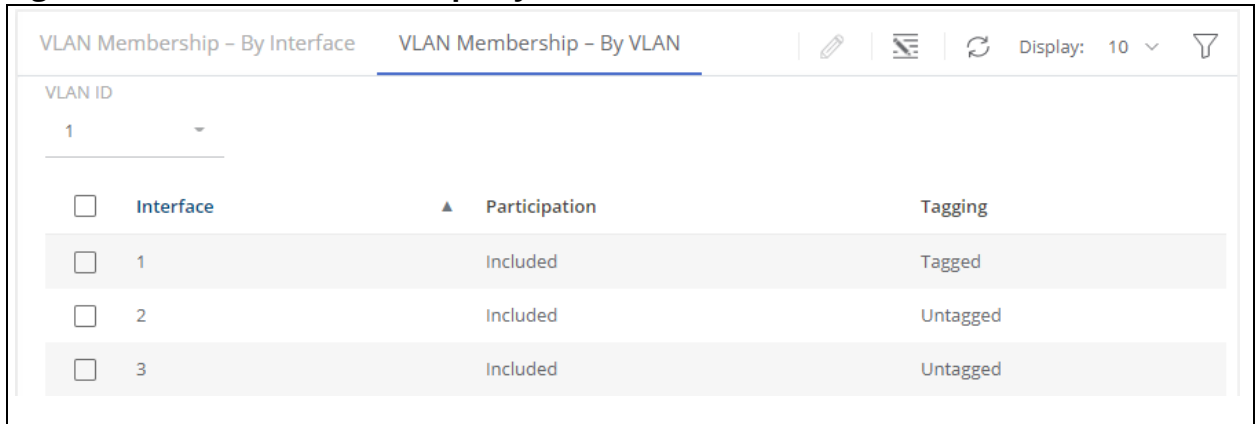 VLAN Membership – By Interface VLAN Membership – By VLAN Display: 10
VLAN ID
1
Interface Participation Tagging
1 Included Tagged
2 Included Untagged
3 Included Untagged